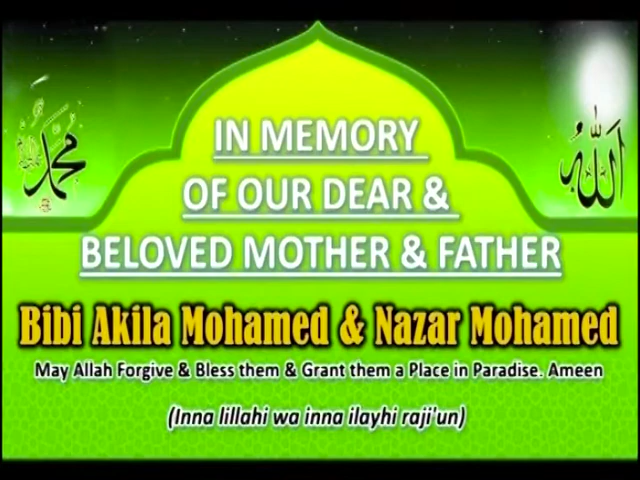 محمد
الله
IN MEMORY
OF OUR DEAR &
BELOVED MOTHER & FATHER
Bibi Akila Mohamed & Nazar Mohamed
May Allah Forgive & Bless them & Grant them a Place in Paradise. Ameen
(Inna lillahi wa inna ilayhi raji'un)